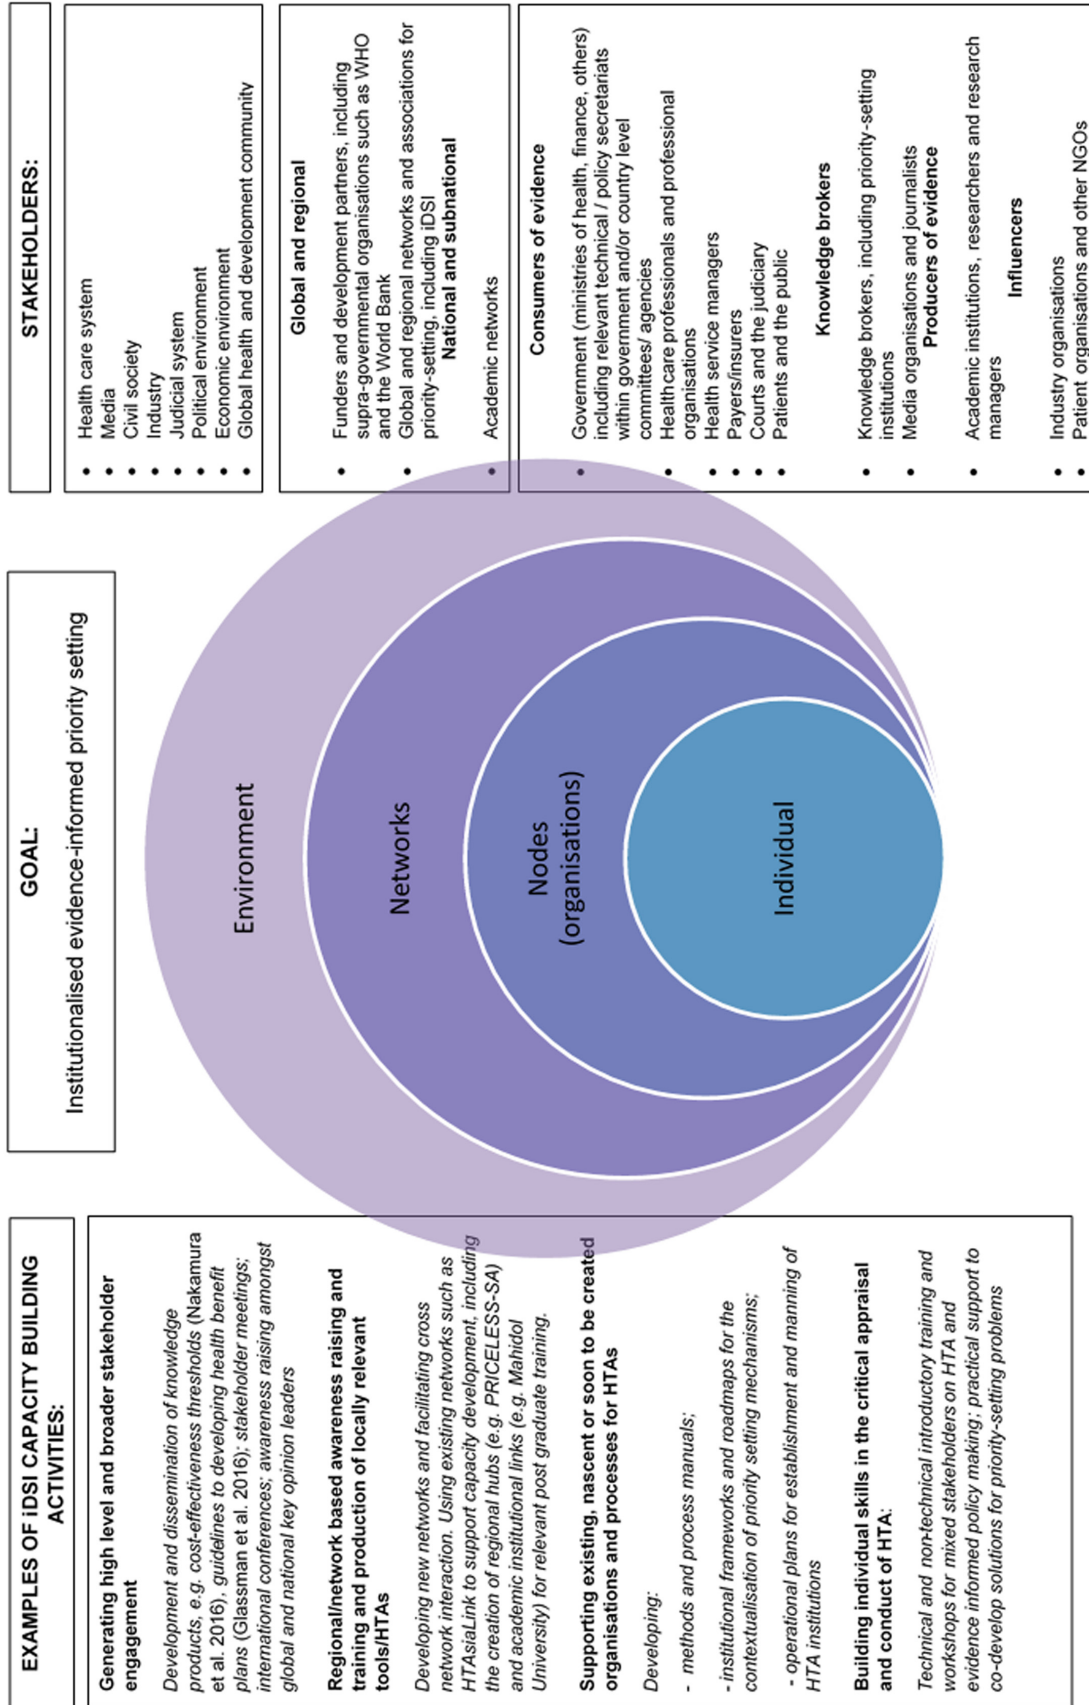 EXAMPLES OF iDSI CAPACITY BUILDING
ACTIVITIES:
Generating high level and broader stakeholder
engagement
Development and dissemination of knowledge
products, e.g. cost-effectiveness thresholds (Nakamura
et al. 2016), guidelines to developing health benefit
plans (Glassman et al. 2016); stakeholder meetings;
international conferences; awareness raising amongst
global and national key opinion leaders
Regional/network based awareness raising and
training and production of locally relevant
tools/HTAs
Developing new networks and facilitating cross
network interaction. Using existing networks such as
HTAsiaLink to support capacity development, including
the creation of regional hubs (e.g. PRICELESS-SA)
and academic institutional links (e.g. Mahidol
University) for relevant post graduate training.
Supporting existing, nascent or soon to be created
organisations and processes for HTAs
Developing:
- methods and process manuals;
- institutional frameworks and roadmaps for the
contextualisation of priority setting mechanisms;
- operational plans for establishment and manning of
HTA institutions
Building individual skills in the critical appraisal
and conduct of HTA:
Technical and non-technical introductory training and
workshops for mixed stakeholders on HTA and
evidence informed policy making; practical support to
co-develop solutions for priority-setting problems
GOAL:
Institutionalised evidence-informed priority setting
Environment
Networks
Nodes
(organisations)
Individual
STAKEHOLDERS:
• Health care system
• Media
• Civil society
• Industry
• Judicial system
• Political environment
• Economic environment
• Global health and development community
Global and regional
• Funders and development partners, including
supra-governmental organisations such as WHO
and the World Bank
• Global and regional networks and associations for
priority-setting, including iDSI
National and subnational
• Academic networks
Consumers of evidence
• Government (ministries of health, finance, others)
including relevant technical / policy secretariats
within government and/or country level
committees/ agencies
• Healthcare professionals and professional
organisations
• Health service managers
• Payers/insurers
• Courts and the judiciary
• Patients and the public
Knowledge brokers
• Knowledge brokers, including priority-setting
institutions
• Media organisations and journalists
Producers of evidence
• Academic institutions, researchers and research
managers
Influencers
• Industry organisations
• Patient organisations and other NGOs